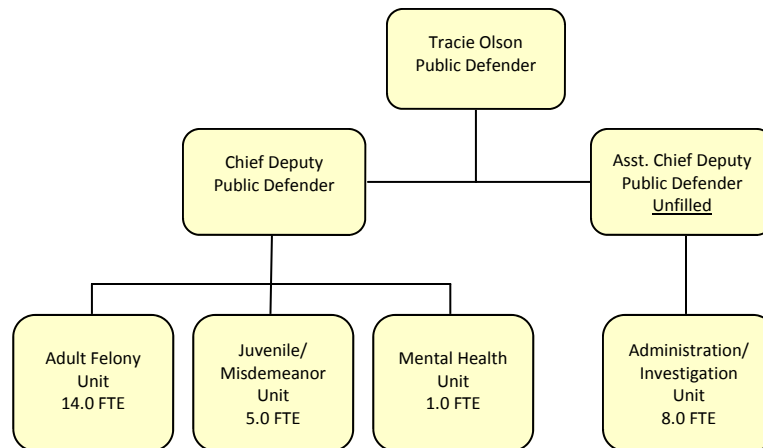 Tracie Olson
Public Defender
Chief Deputy
Public Defender
Asst. Chief Deputy
Public Defender
Unfilled
Adult Felony
Unit
14.0 FTE
Juvenile/
Misdemeanor
Unit
5.0 FTE
Mental Health
Unit
1.0 FTE
Administration/
Investigation
Unit
8.0 FTE